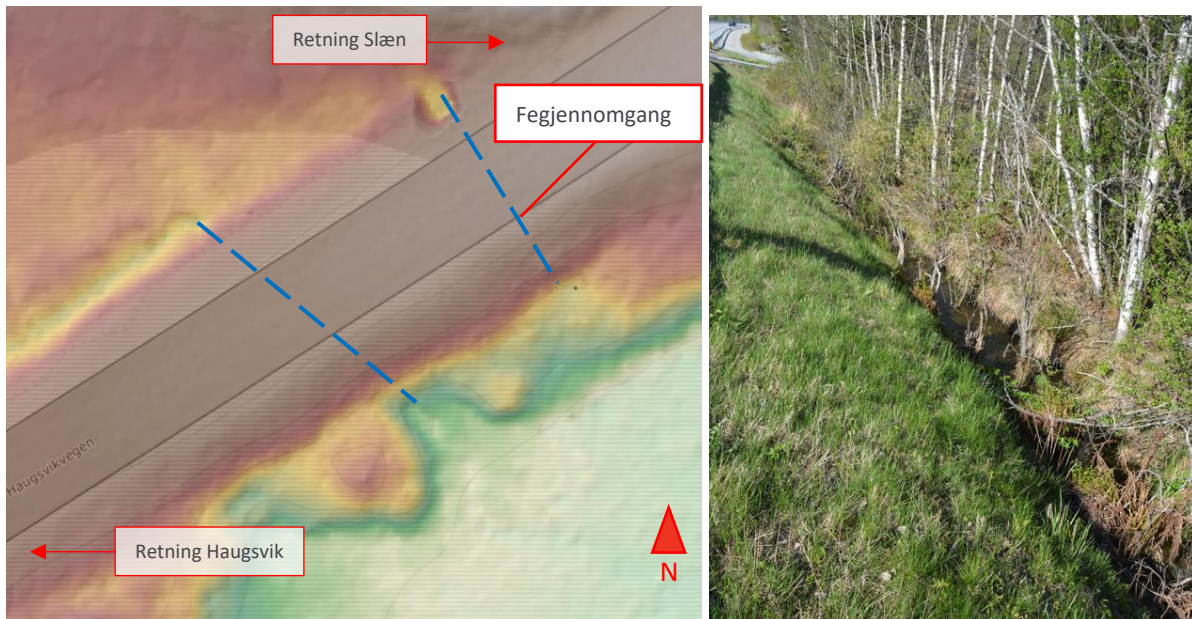 Retning Slæn
Fegjennomgang
Haugsvikvegen
Retning Haugsvik
N